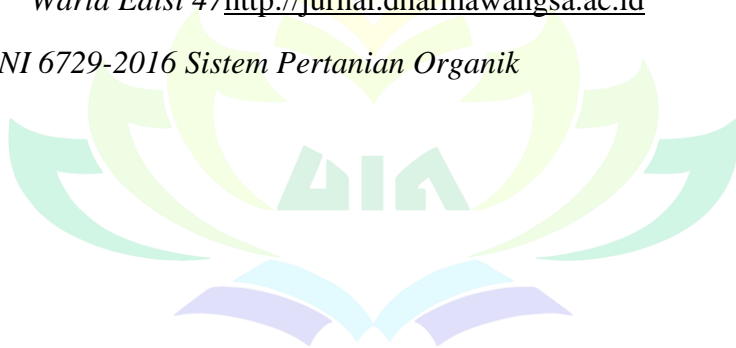 Warta Edisi 47http://jurnal.dharmawangsa.ac.id
NI 6729-2016 Sistem Pertanian Organik